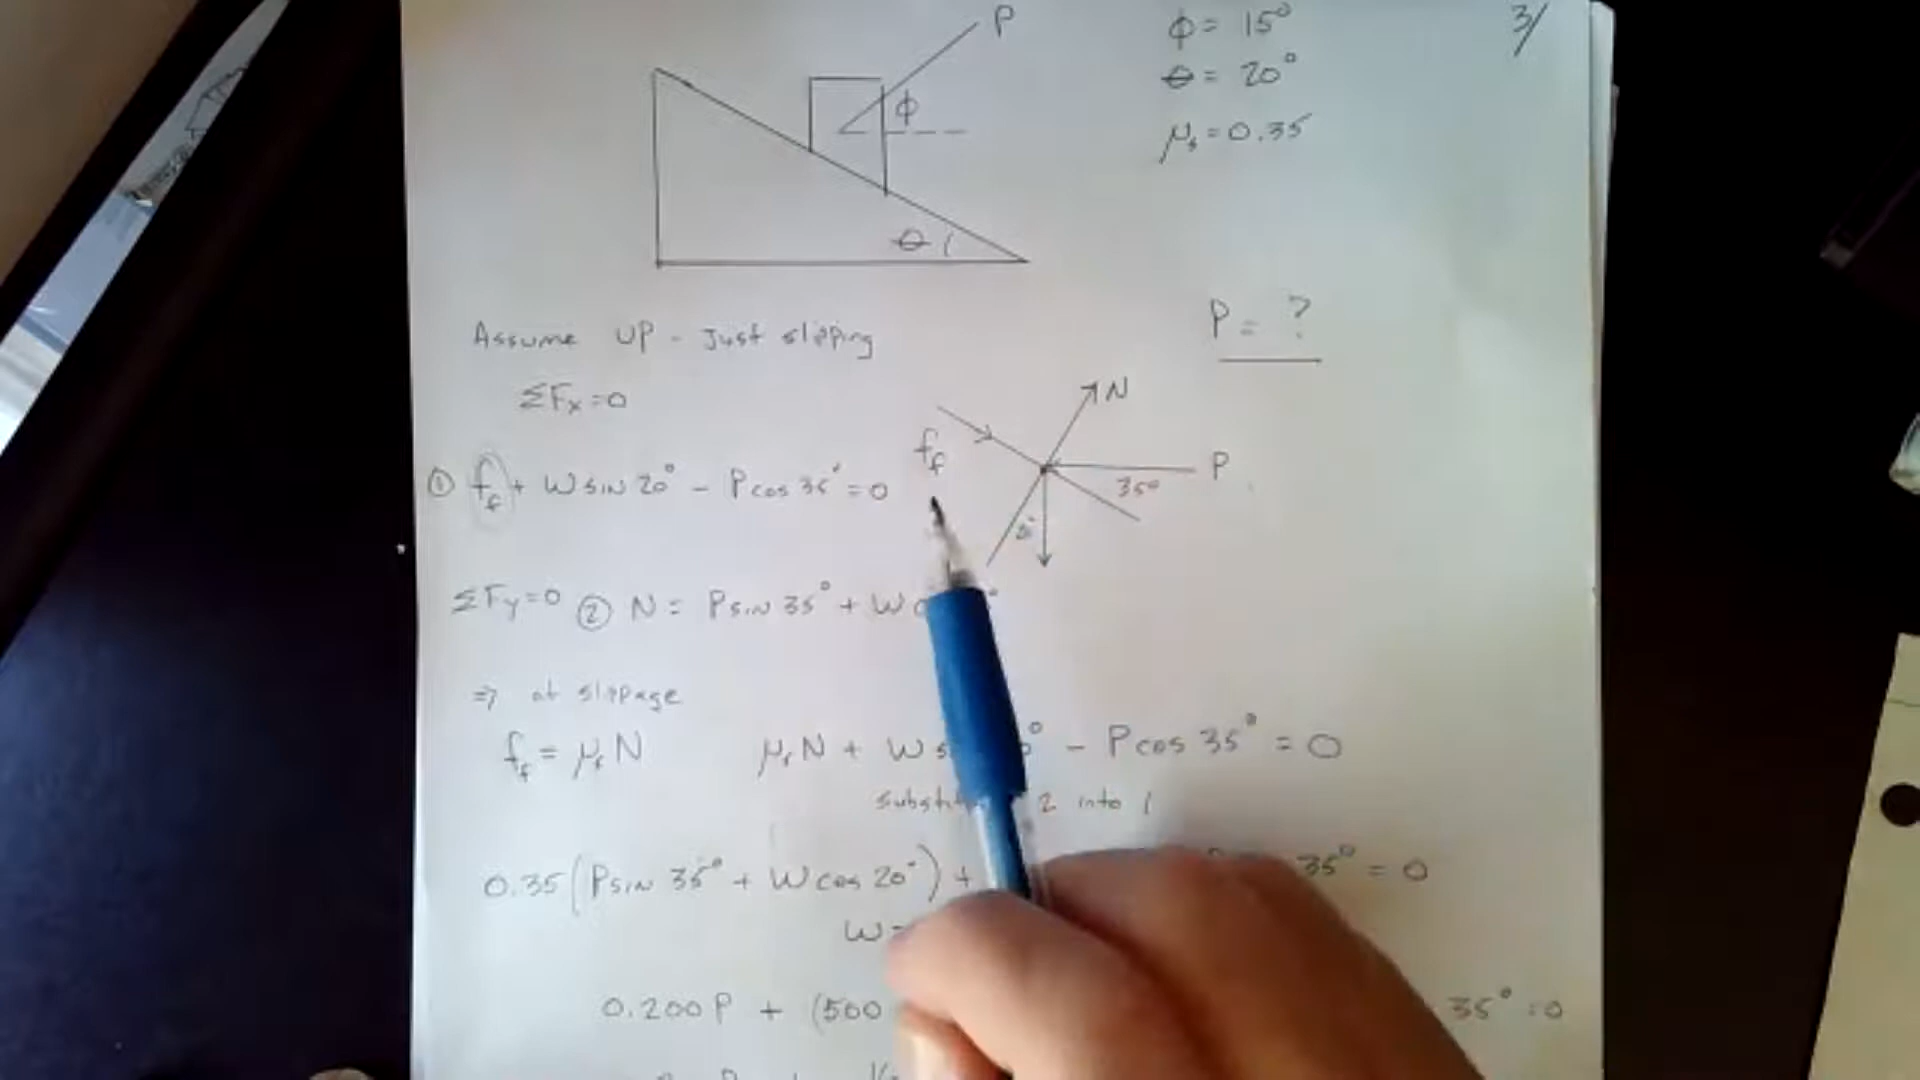 P
ϕ = 15°
3/
θ = 20°
ϕ
μs = 0.35
θ
Assume UP - Just slipping
P = ?
ΣFx=0
N
ff
P
35°
① ff + W sin 20° - P cos 35° = 0
ΣFy=0 ② N = P sin 35° + W
⇒ at slippage
ff = μs N
μs N + W - P cos 35° = 0
2 into 1
0.35 (P sin 35° + W cos 20°) + 35° = 0
W =
0.200 P + (500 35° = 0